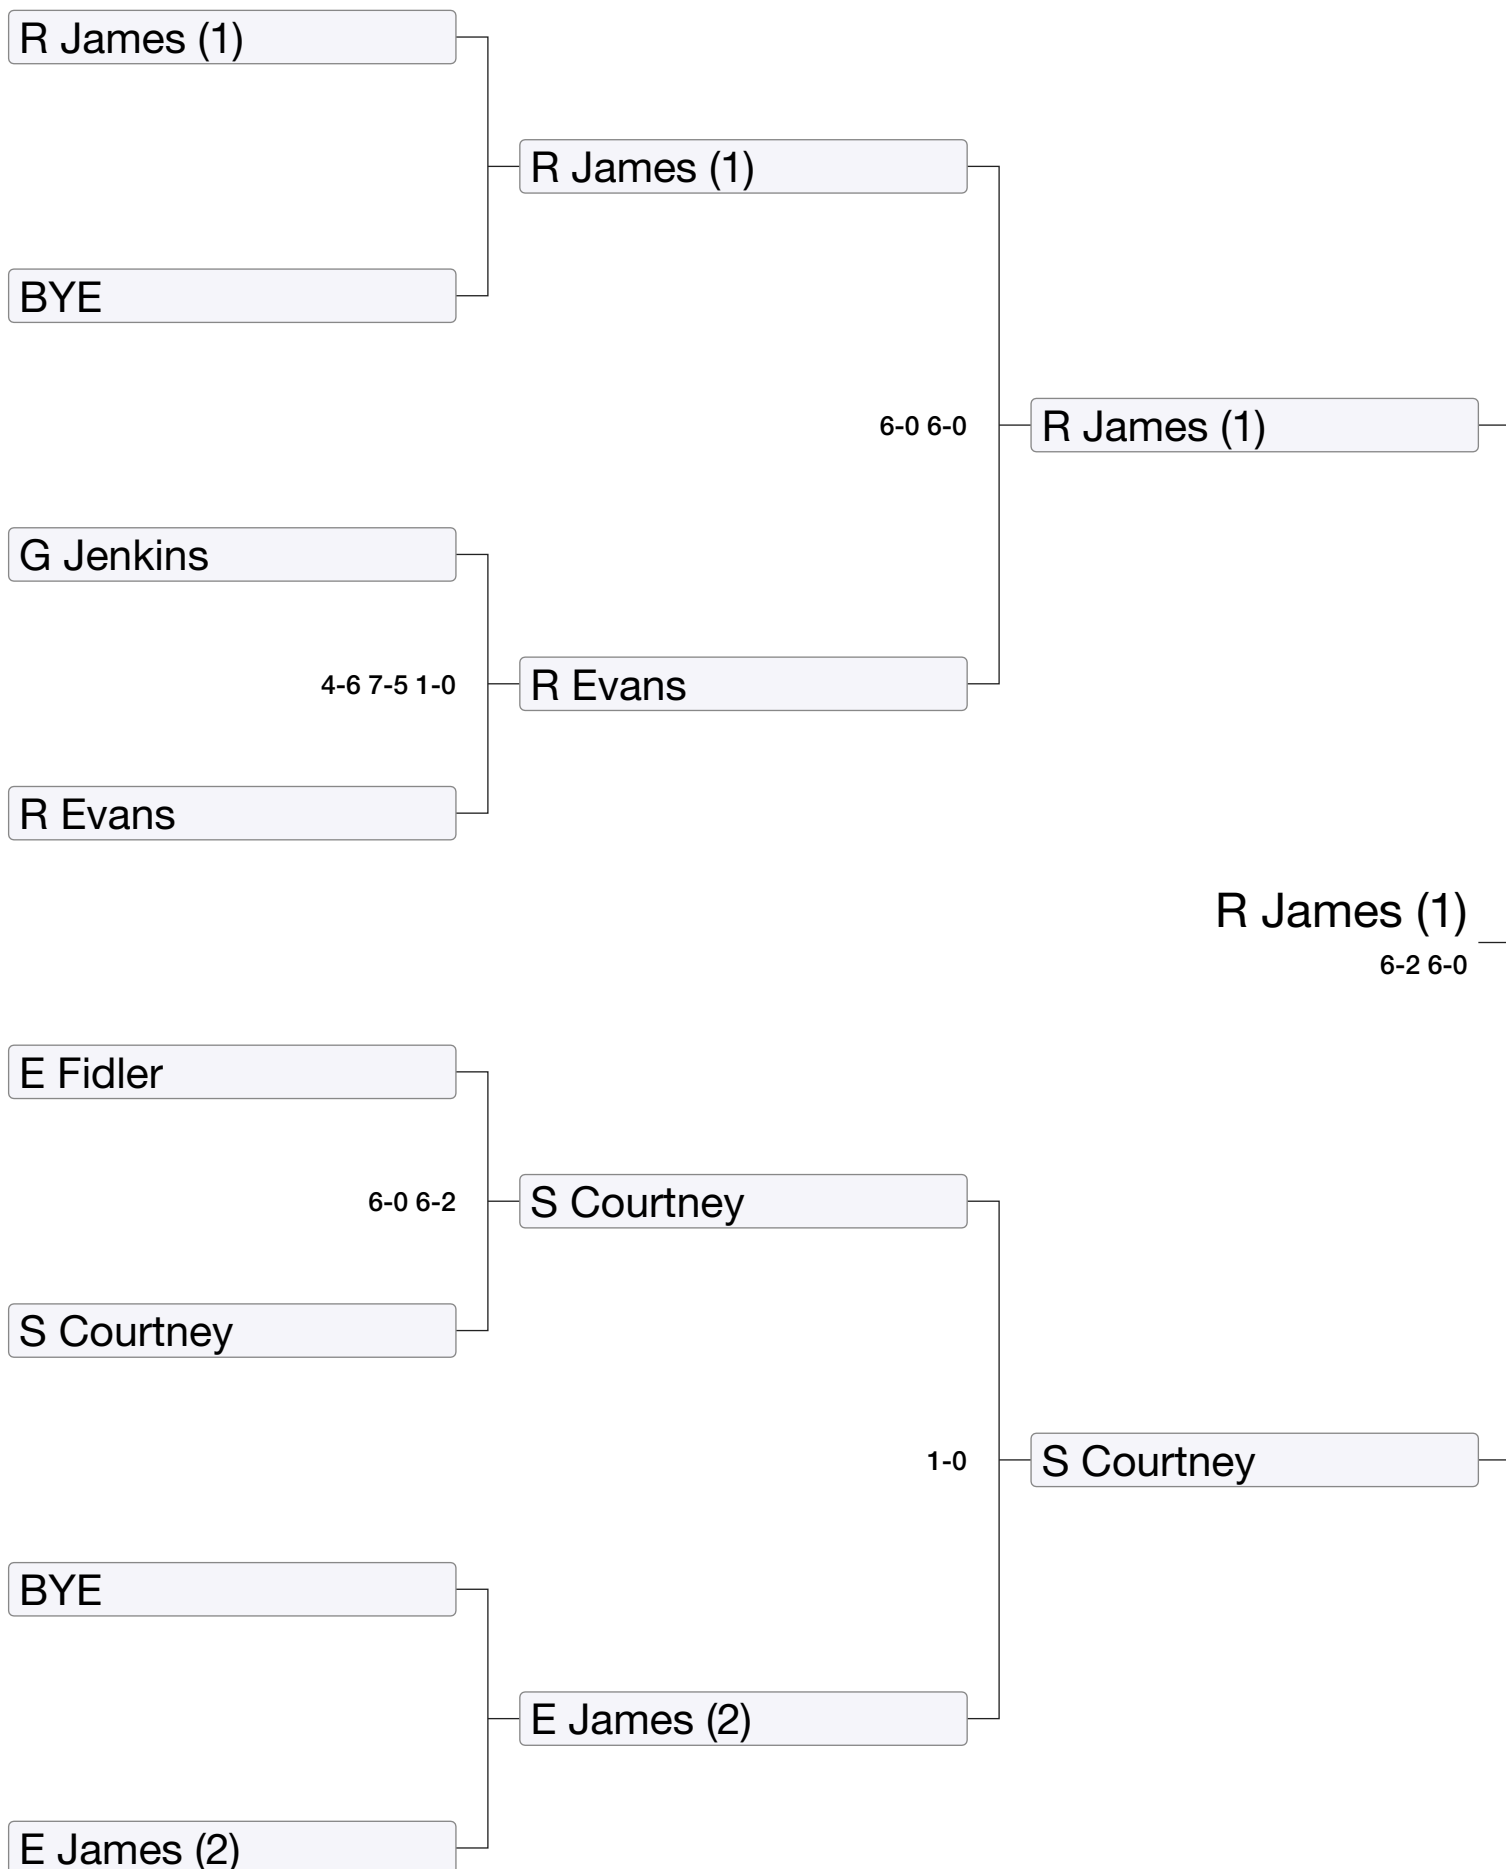 R James (1)
R James (1)
BYE
6-0 6-0
R James (1)
G Jenkins
4-6 7-5 1-0
R Evans
R Evans
R James (1)
6-2 6-0
E Fidler
6-0 6-2
S Courtney
S Courtney
1-0
S Courtney
BYE
E James (2)
E James (2)